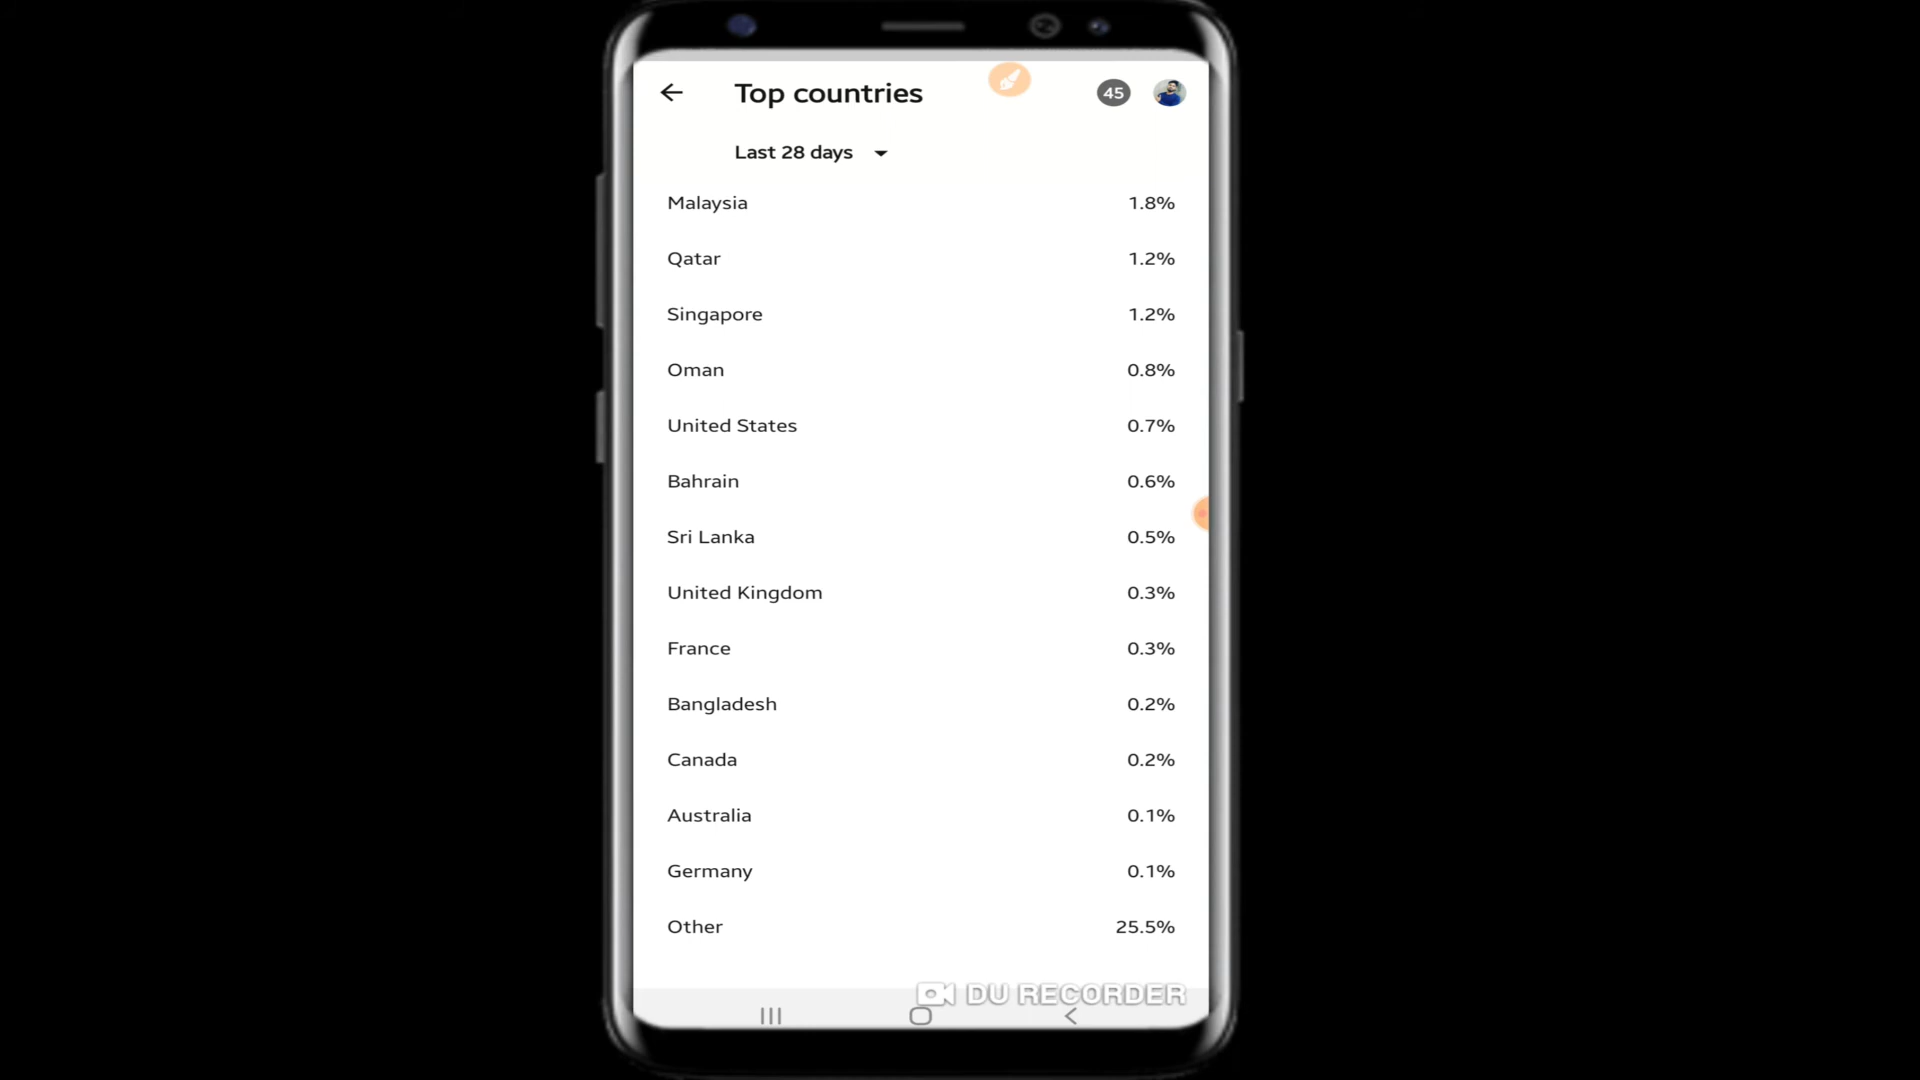 Top countries
45
Last 28 days
Malaysia 1.8%
Qatar 1.2%
Singapore 1.2%
Oman 0.8%
United States 0.7%
Bahrain 0.6%
Sri Lanka 0.5%
United Kingdom 0.3%
France 0.3%
Bangladesh 0.2%
Canada 0.2%
Australia 0.1%
Germany 0.1%
Other 25.5%
DU RECORDER